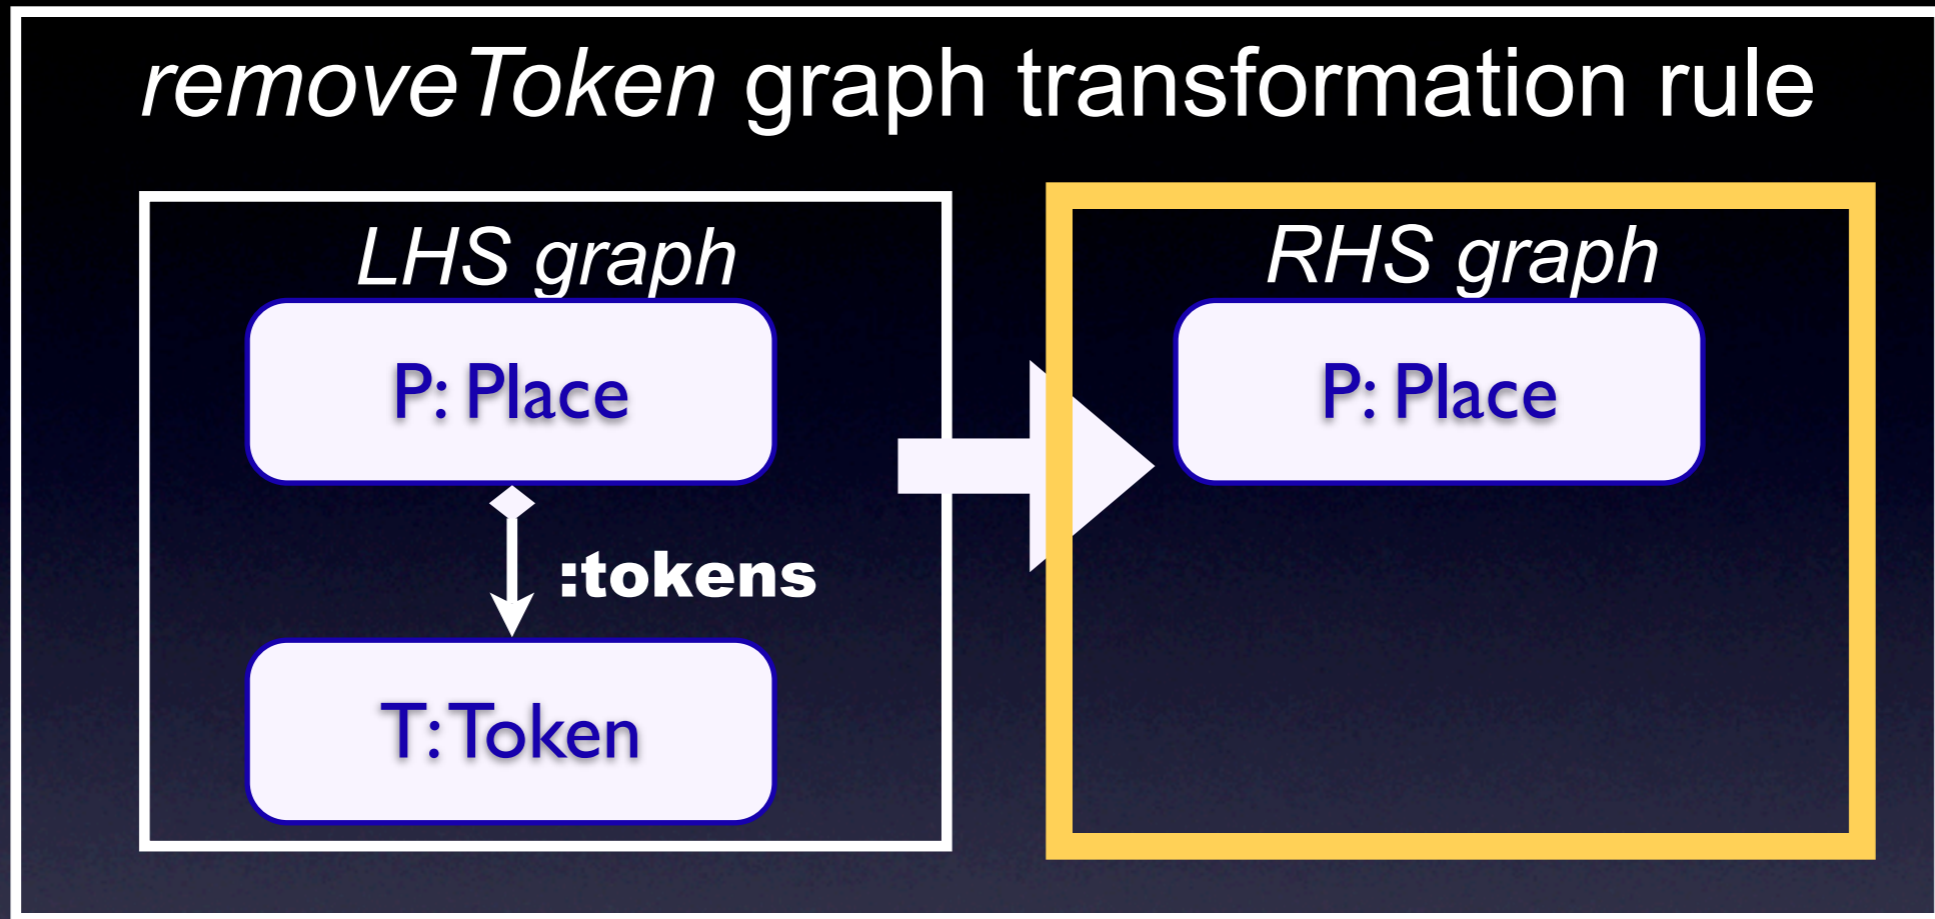 removeToken graph transformation rule
LHS graph
P: Place
:tokens
T: Token
RHS graph
P: Place